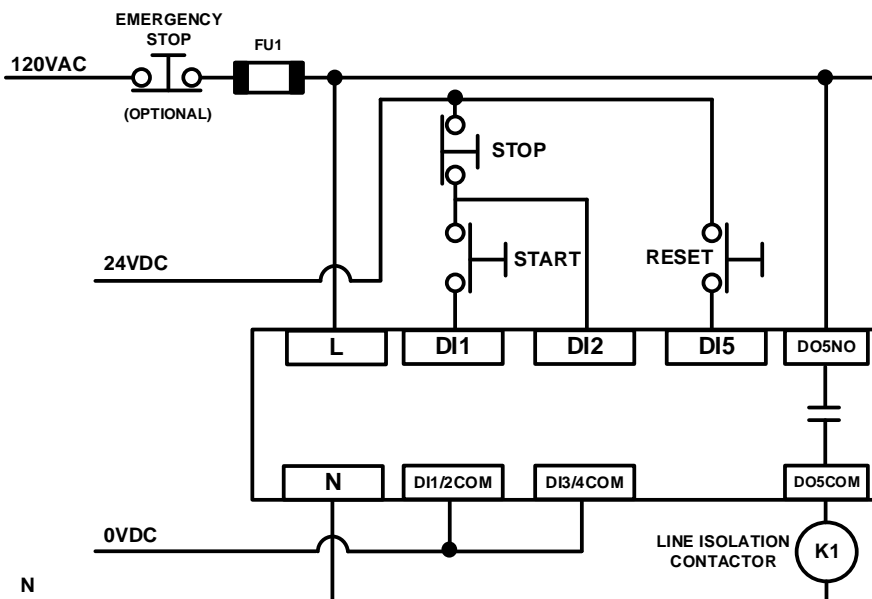 EMERGENCY
STOP
FU1
120VAC
(OPTIONAL)
STOP
START
RESET
24VDC
L
DI1
DI2
DI5
DO5NO
N
DI1/2COM
DI3/4COM
DO5COM
0VDC
LINE ISOLATION
CONTACTOR
K1
N